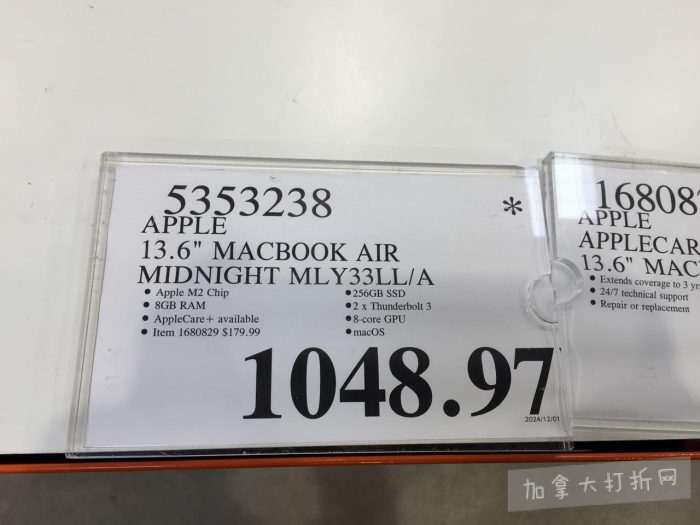 5353238
*
APPLE
13.6" MACBOOK AIR
MIDNIGHT MLY33LL/A
• Apple M2 Chip
• 8GB RAM
• AppleCare+ available
• Item 1680829 $179.99
• 256GB SSD
• 2 x Thunderbolt 3
• 8-core GPU
• macOS
1048.97
2024/12/01
16808
APPLE
APPLECAR
13.6" MAC
• Extends coverage to 3 yr
• 24/7 technical support
• Repair or replacement
加拿大打折网